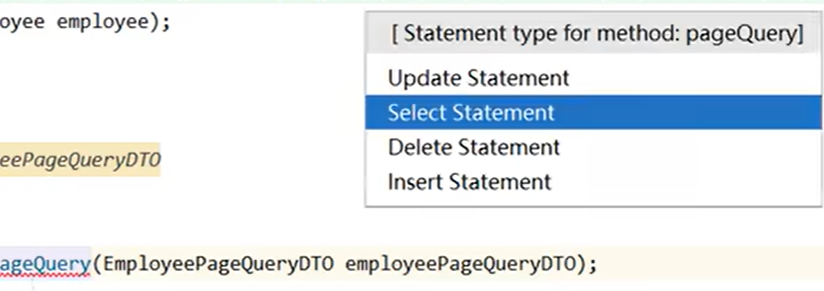 oyee employee);
[ Statement type for method: pageQuery]
Update Statement
Select Statement
Delete Statement
Insert Statement
eePageQueryDTO
ageQuery(EmployeePageQueryDTO employeePageQueryDTO);